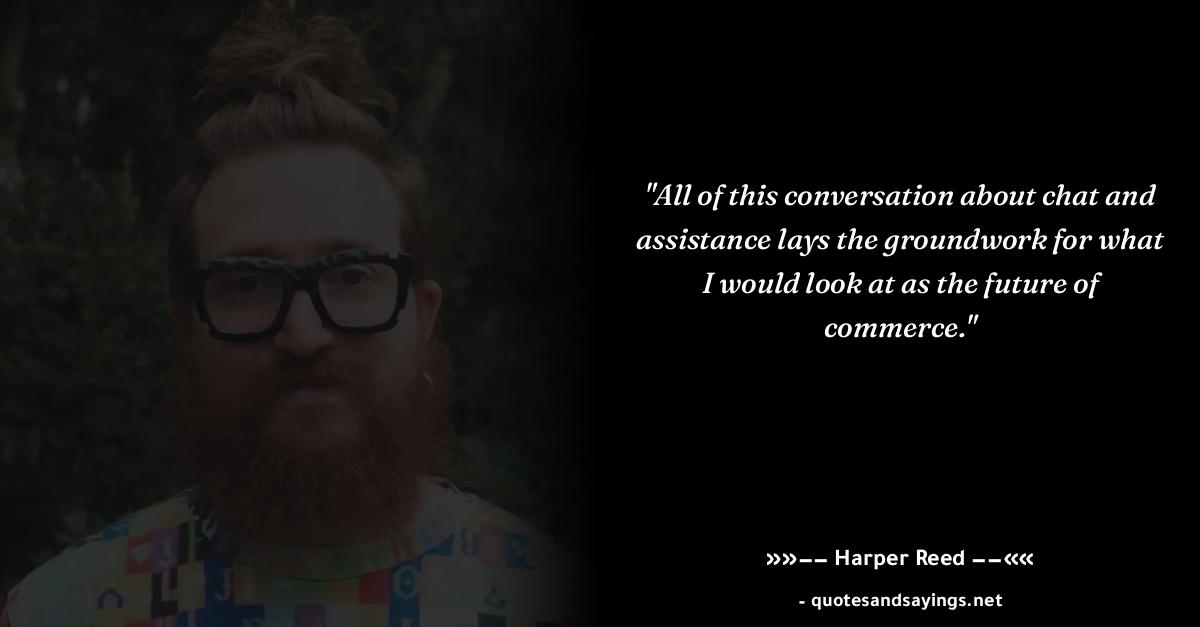 "All of this conversation about chat and
assistance lays the groundwork for what
I would look at as the future of
commerce."
»»–– Harper Reed ––««
- quotesandsayings.net